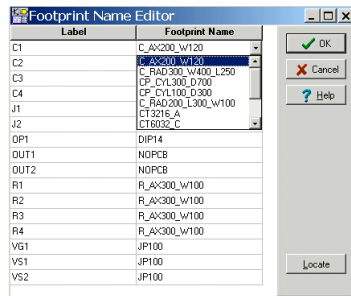 Footprint Name Editor
Label Footprint Name
C1 C_AX200_W120
C2 C_AX200_W120
C_RAD300_W400_L250
C3 CP_CYL300_D700
C4 CP_CYL100_D300
J1 C_RAD200_L300_W100
CT3216_A
J2 CT6032_C
OP1 DIP14
OUT1 NOPCB
OUT2 NOPCB
R1 R_AX300_W100
R2 R_AX300_W100
R3 R_AX300_W100
R4 R_AX300_W100
VG1 JP100
VS1 JP100
VS2 JP100
OK
Cancel
Help
Locate